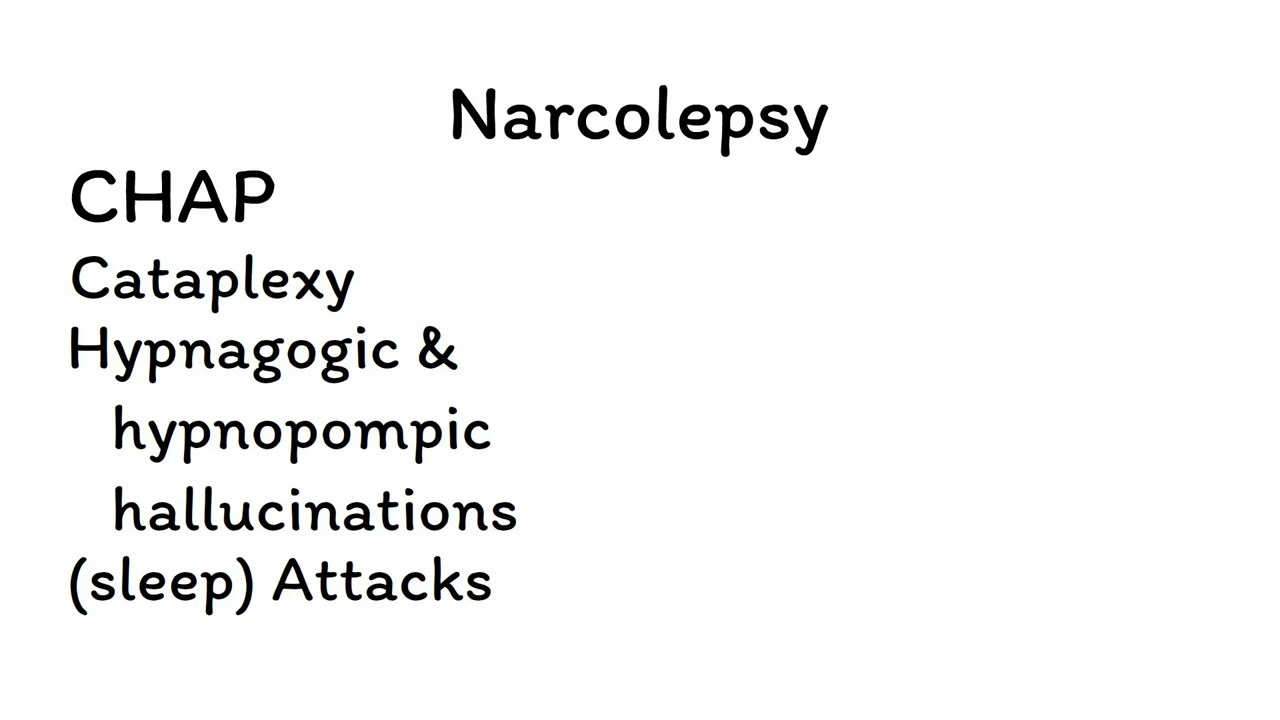 Narcolepsy
CHAP
Cataplexy
Hypnagogic &
hypnopompic
hallucinations
(sleep) Attacks